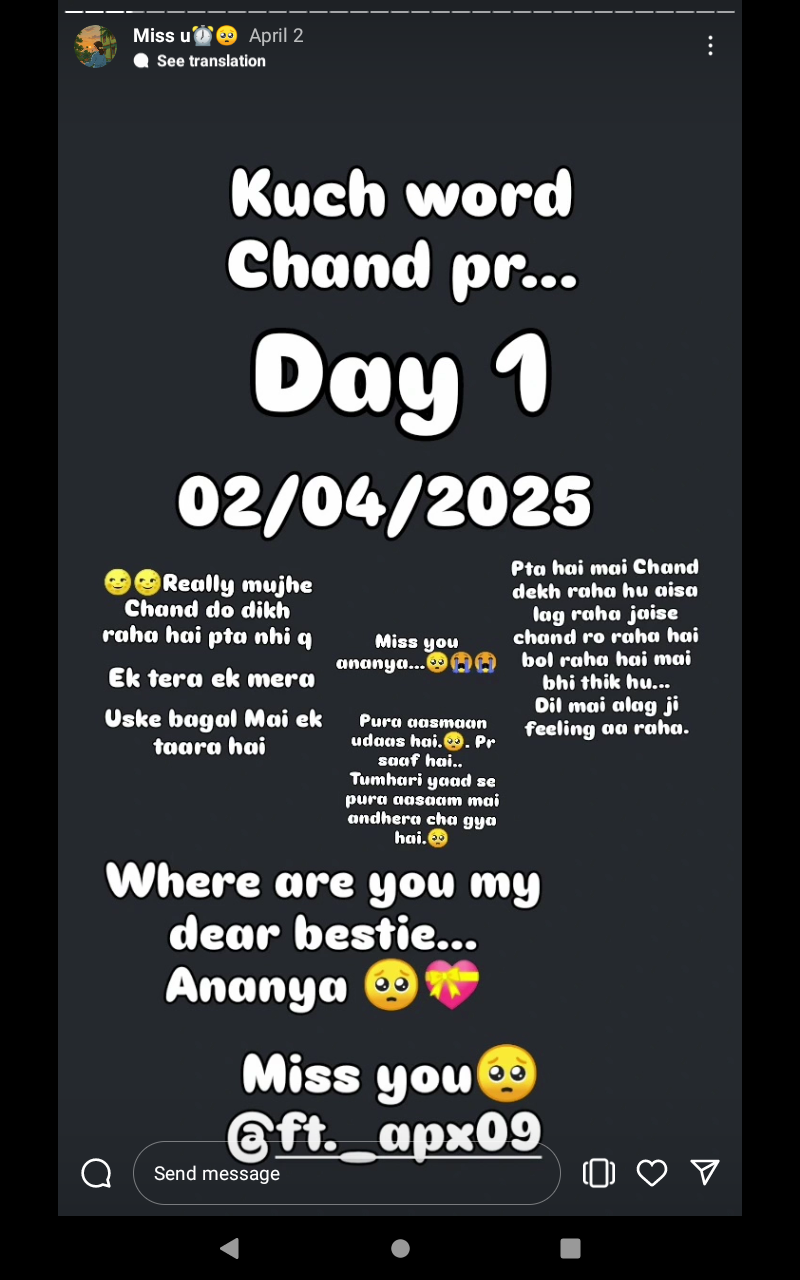 Miss u⏰🥺 April 2
See translation
Kuch word
Chand pr...
Day 1
02/04/2025
🌝🌝Really mujhe
Chand do dikh
raha hai pta nhi q
Ek tera ek mera
Uske bagal Mai ek
taara hai
Miss you
ananya...🥺😭😭
Pura aasmaan
udaas hai.🥺. Pr
saaf hai..
Tumhari yaad se
pura aasaam mai
andhera cha gya
hai.🥺
Pta hai mai Chand
dekh raha hu aisa
lag raha jaise
chand ro raha hai
bol raha hai mai
bhi thik hu...
Dil mai alag ji
feeling aa raha.
Where are you my
dear bestie...
Ananya 🥺💝
Miss you🥺
@ft._apx09
Send message